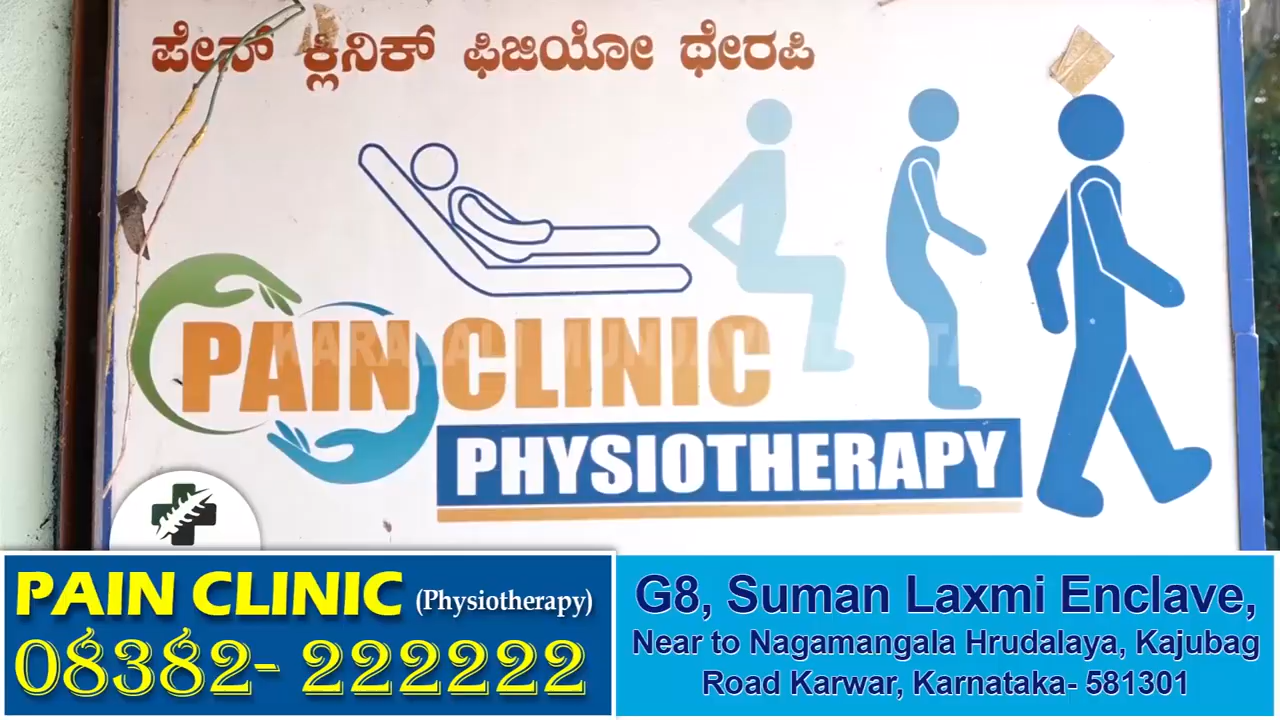 ಪೇನ್ ಕ್ಲಿನಿಕ್ ಫಿಜಿಯೋ ಥೇರಪಿ
PAIN CLINIC
PHYSIOTHERAPY
PAIN CLINIC (Physiotherapy)
08382- 222222
G8, Suman Laxmi Enclave,
Near to Nagamangala Hrudalaya, Kajubag
Road Karwar, Karnataka- 581301